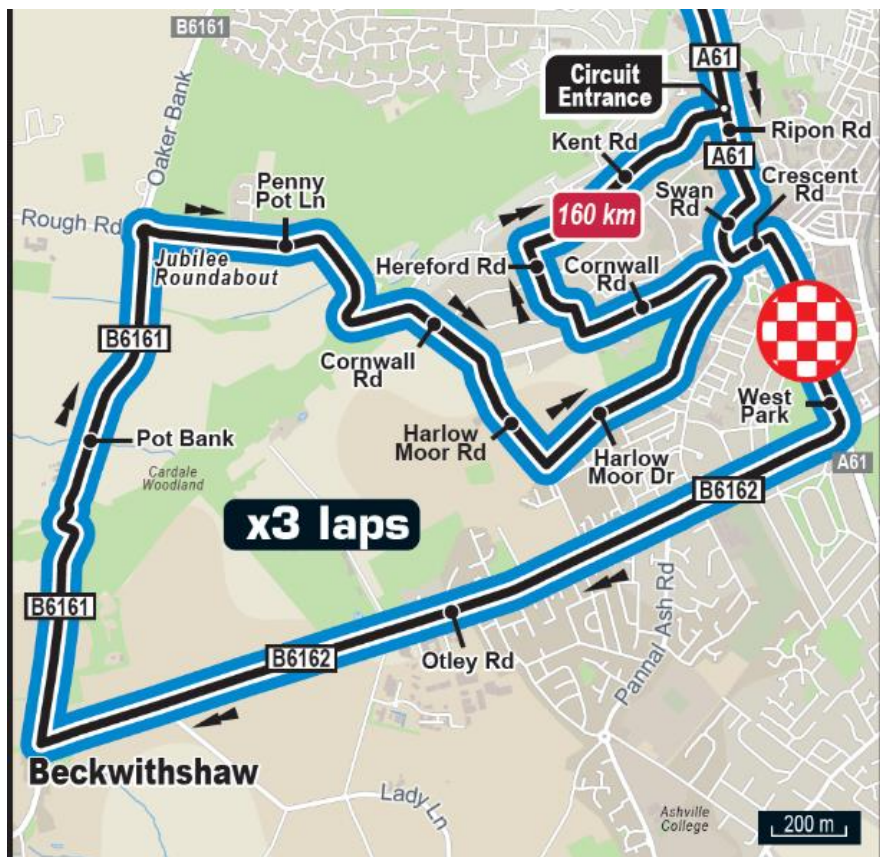 B6161
A61
Circuit
Entrance
Oaker Bank
Kent Rd
Ripon Rd
A61
Crescent
Rd
Swan
Rd
Penny
Pot Ln
160 km
Rough Rd
Jubilee
Roundabout
Hereford Rd
Cornwall
Rd
B6161
Cornwall
Rd
West
Park
Pot Bank
Harlow
Moor Rd
Harlow
Moor Dr
A61
Cardale
Woodland
B6162
x3 laps
B6161
Pannal Ash Rd
Otley Rd
B6162
Beckwithshaw
Lady Ln
Ashville
College
200 m